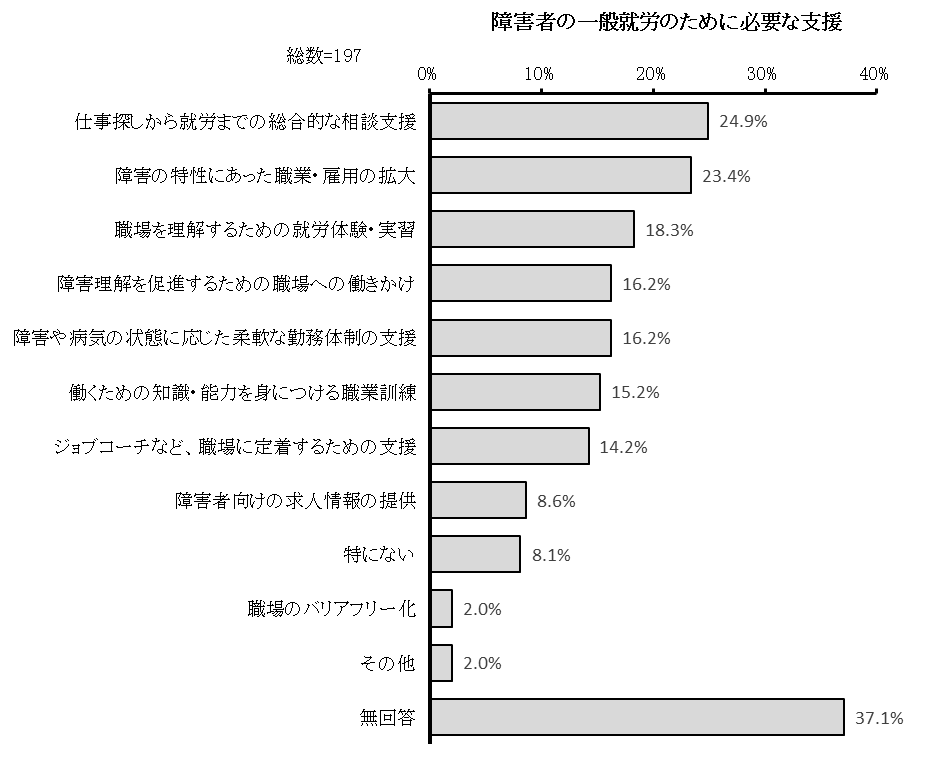 障害者の一般就労のために必要な支援
総数=197
0% 10% 20% 30% 40%
仕事探しから就労までの総合的な相談支援 24.9%
障害の特性にあった職業・雇用の拡大 23.4%
職場を理解するための就労体験・実習 18.3%
障害理解を促進するための職場への働きかけ 16.2%
障害や病気の状態に応じた柔軟な勤務体制の支援 16.2%
働くための知識・能力を身につける職業訓練 15.2%
ジョブコーチなど、職場に定着するための支援 14.2%
障害者向けの求人情報の提供 8.6%
特にない 8.1%
職場のバリアフリー化 2.0%
その他 2.0%
無回答 37.1%